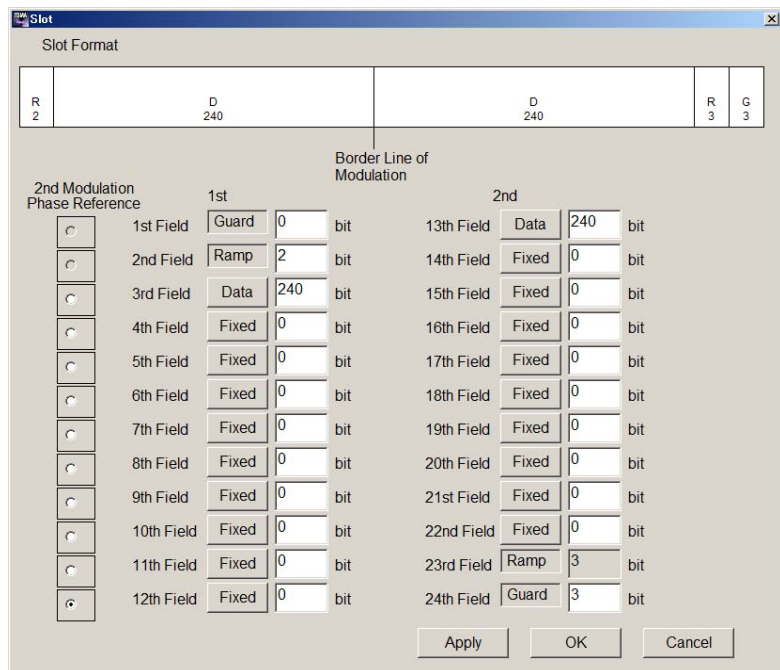 Slot
Slot Format
R D D R G
2 240 240 3 3
Border Line of
Modulation
2nd Modulation
Phase Reference
1st 2nd
1st Field Guard 0 bit 13th Field Data 240 bit
2nd Field Ramp 2 bit 14th Field Fixed 0 bit
3rd Field Data 240 bit 15th Field Fixed 0 bit
4th Field Fixed 0 bit 16th Field Fixed 0 bit
5th Field Fixed 0 bit 17th Field Fixed 0 bit
6th Field Fixed 0 bit 18th Field Fixed 0 bit
7th Field Fixed 0 bit 19th Field Fixed 0 bit
8th Field Fixed 0 bit 20th Field Fixed 0 bit
9th Field Fixed 0 bit 21st Field Fixed 0 bit
10th Field Fixed 0 bit 22nd Field Fixed 0 bit
11th Field Fixed 0 bit 23rd Field Ramp 3 bit
12th Field Fixed 0 bit 24th Field Guard 3 bit
Apply OK Cancel